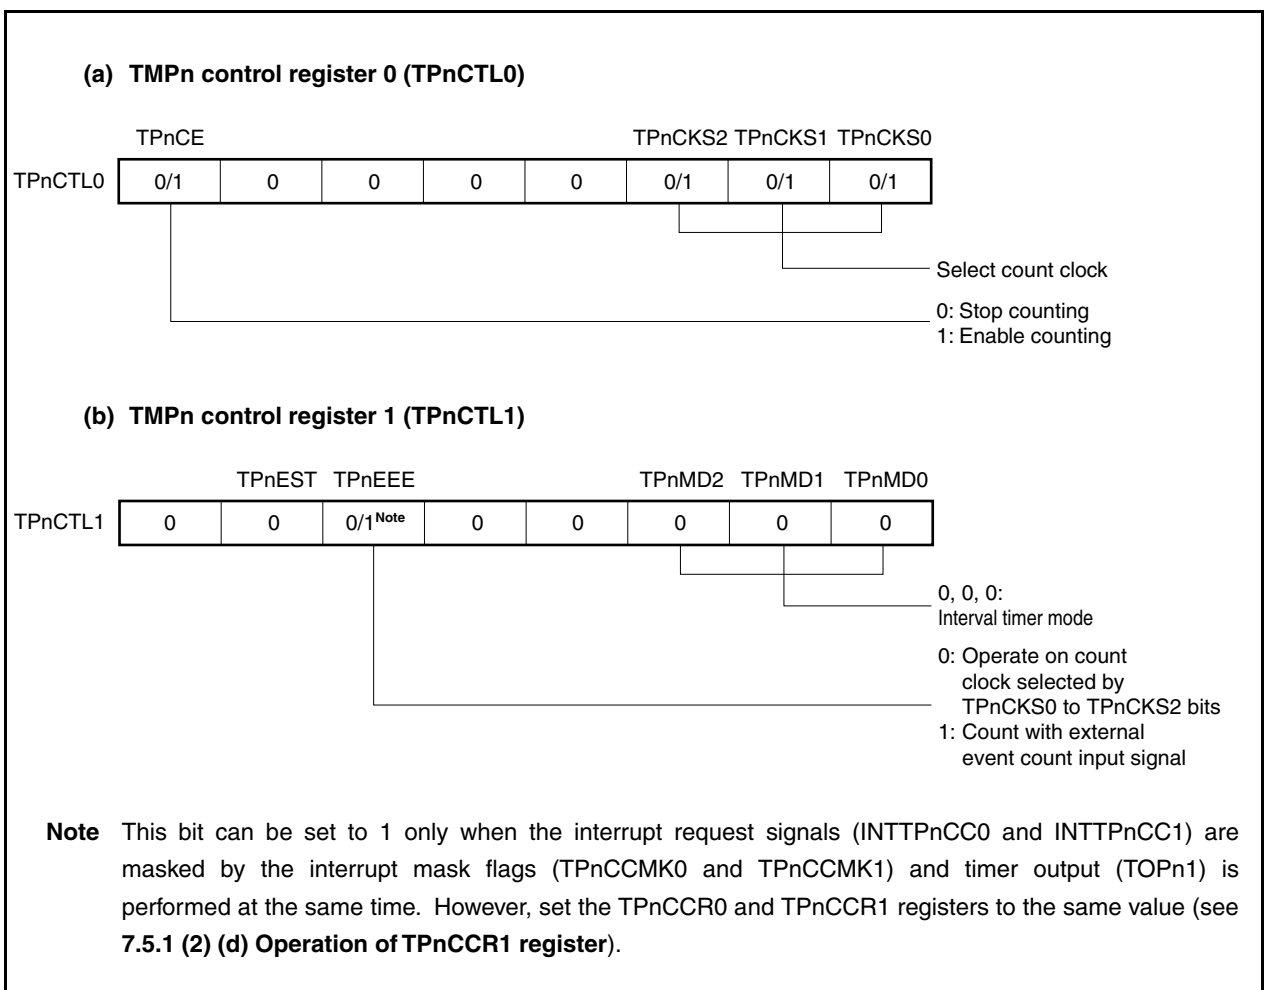 (a) TMPn control register 0 (TPnCTL0)
TPnCE TPnCKS2 TPnCKS1 TPnCKS0
TPnCTL0 0/1 0 0 0 0 0/1 0/1 0/1
Select count clock
0: Stop counting
1: Enable counting
(b) TMPn control register 1 (TPnCTL1)
TPnEST TPnEEE TPnMD2 TPnMD1 TPnMD0
TPnCTL1 0 0 0/1Note 0 0 0 0 0
0, 0, 0:
Interval timer mode
0: Operate on count
clock selected by
TPnCKS0 to TPnCKS2 bits
1: Count with external
event count input signal
Note This bit can be set to 1 only when the interrupt request signals (INTTPnCC0 and INTTPnCC1) are
masked by the interrupt mask flags (TPnCCMK0 and TPnCCMK1) and timer output (TOPn1) is
performed at the same time. However, set the TPnCCR0 and TPnCCR1 registers to the same value (see
7.5.1 (2) (d) Operation of TPnCCR1 register).